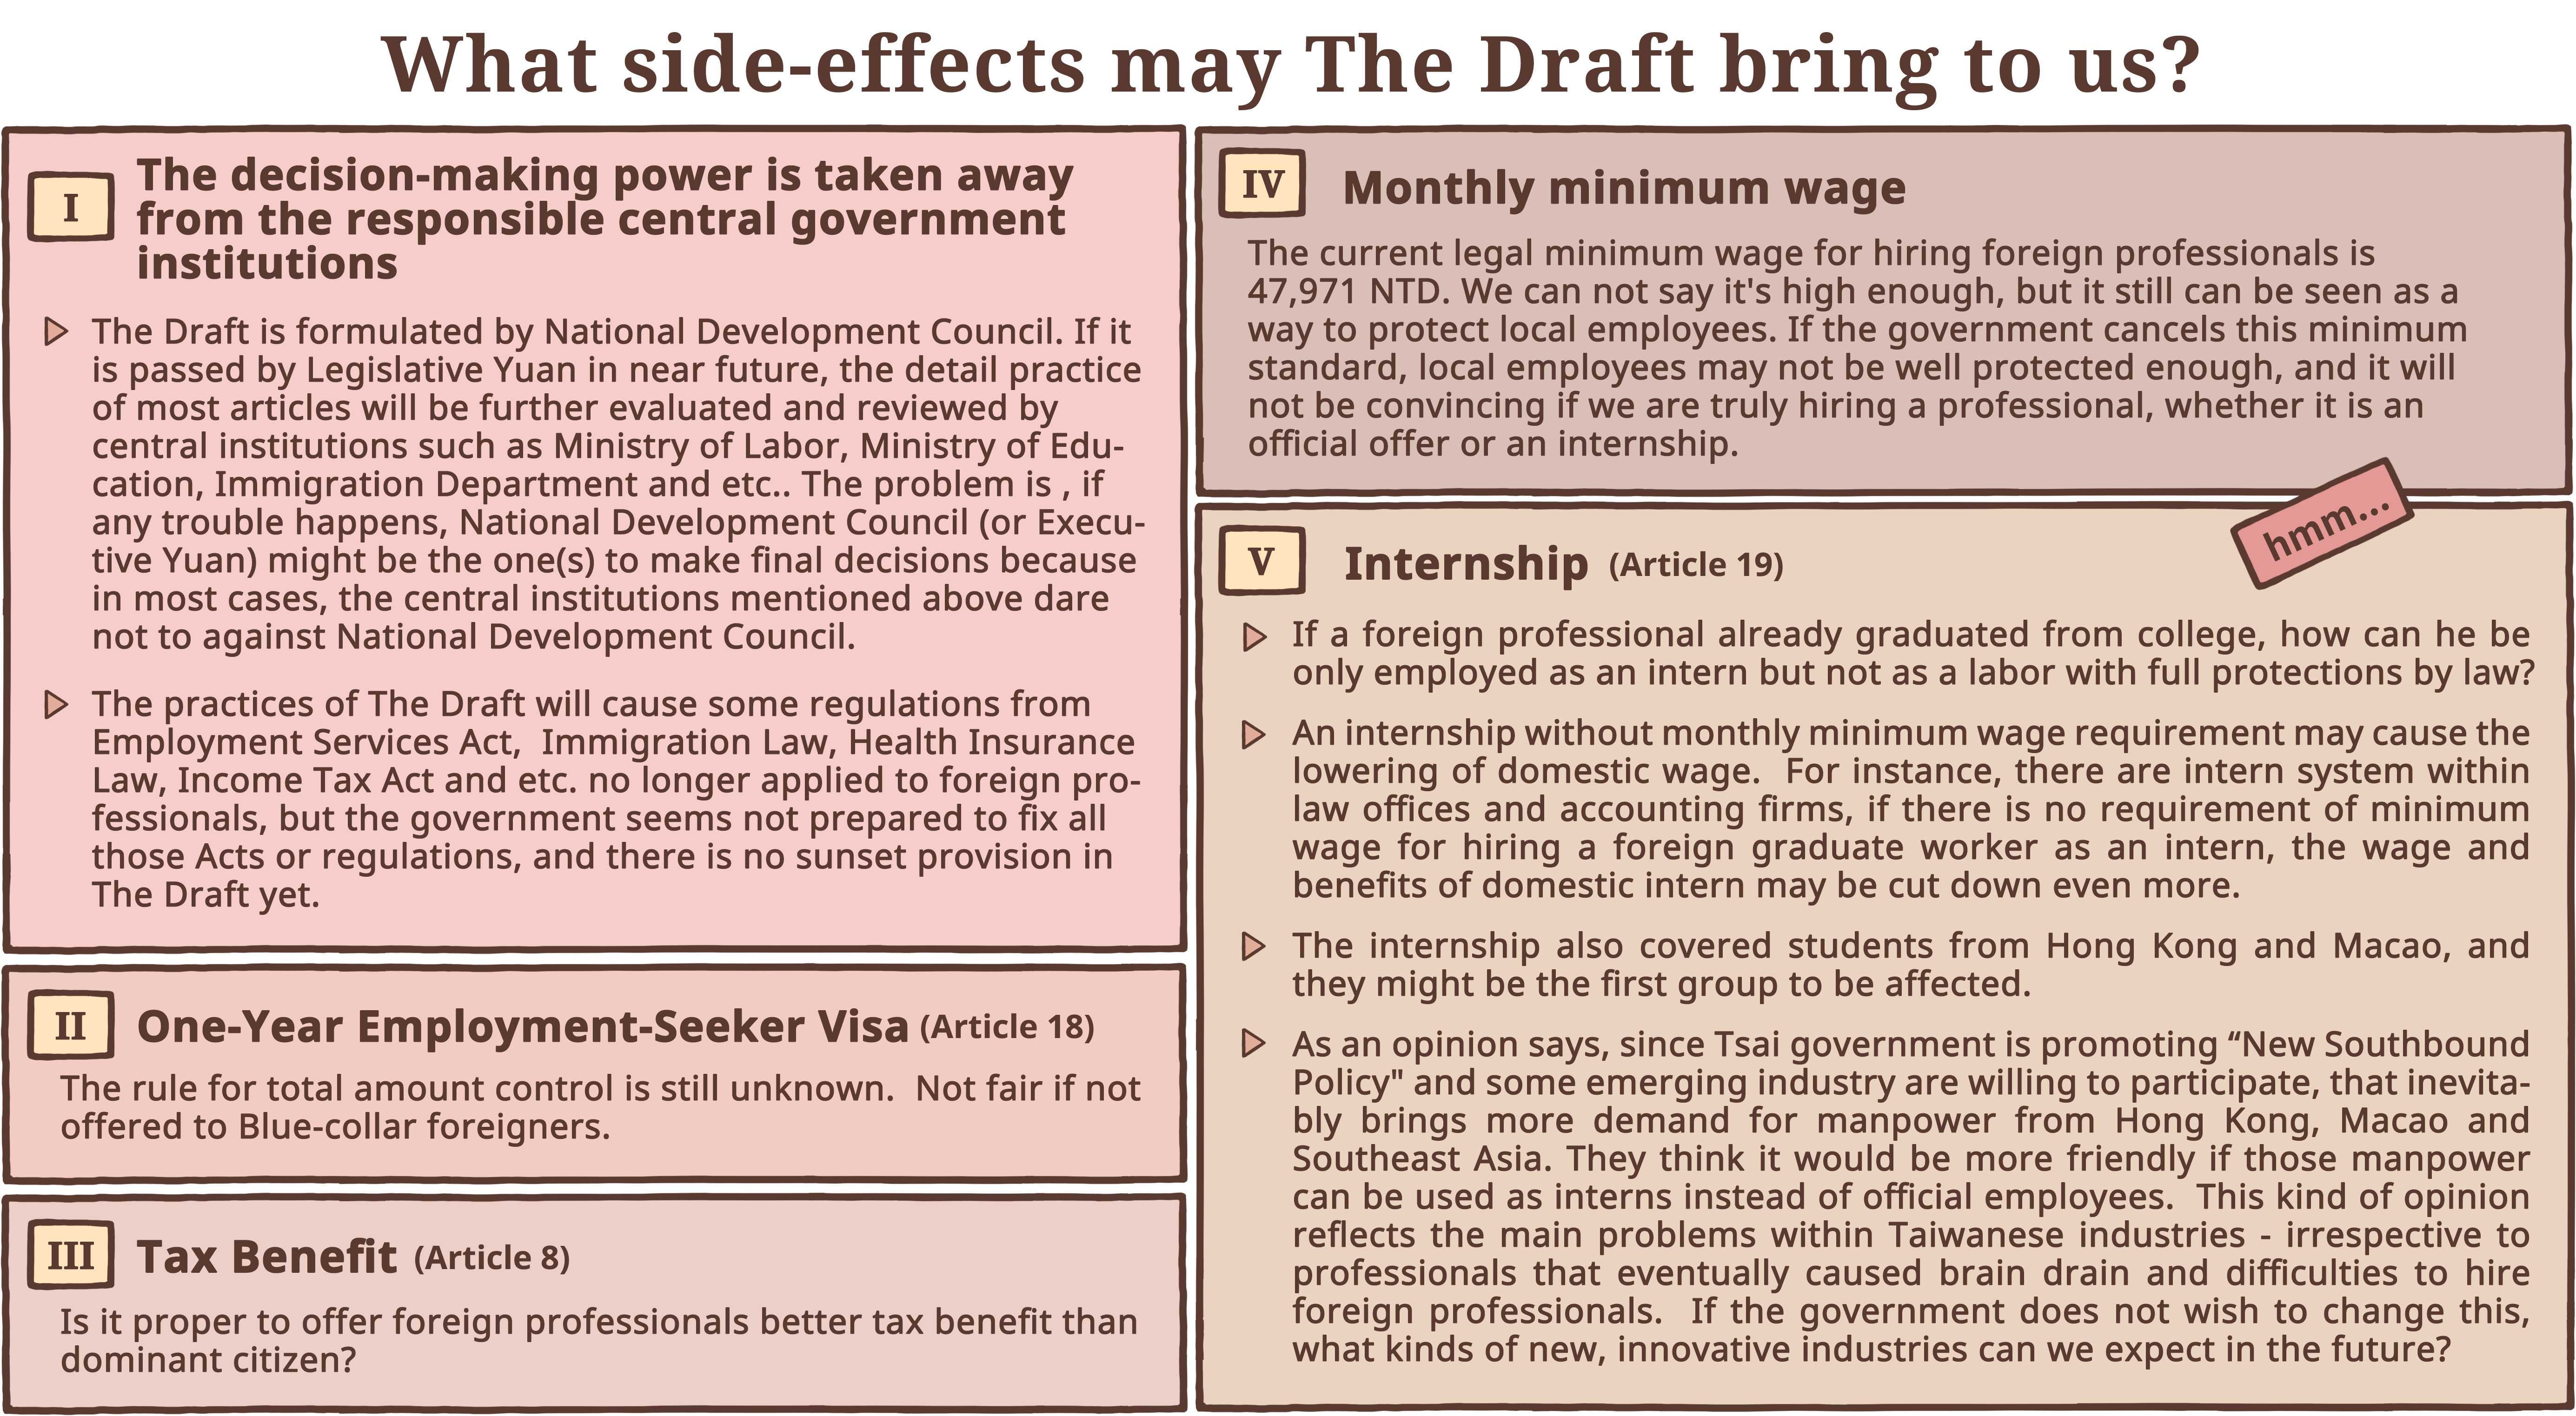 What side-effects may The Draft bring to us?
I
The decision-making power is taken away
from the responsible central government
institutions
The Draft is formulated by National Development Council. If it
is passed by Legislative Yuan in near future, the detail practice
of most articles will be further evaluated and reviewed by
central institutions such as Ministry of Labor, Ministry of Edu-
cation, Immigration Department and etc.. The problem is , if
any trouble happens, National Development Council (or Execu-
tive Yuan) might be the one(s) to make final decisions because
in most cases, the central institutions mentioned above dare
not to against National Development Council.
The practices of The Draft will cause some regulations from
Employment Services Act,  Immigration Law, Health Insurance
Law, Income Tax Act and etc. no longer applied to foreign pro-
fessionals, but the government seems not prepared to fix all
those Acts or regulations, and there is no sunset provision in
The Draft yet.
II
One-Year Employment-Seeker Visa (Article 18)
The rule for total amount control is still unknown.  Not fair if not
offered to Blue-collar foreigners.
III
Tax Benefit (Article 8)
Is it proper to offer foreign professionals better tax benefit than
dominant citizen?
IV
Monthly minimum wage
The current legal minimum wage for hiring foreign professionals is
47,971 NTD. We can not say it's high enough, but it still can be seen as a
way to protect local employees. If the government cancels this minimum
standard, local employees may not be well protected enough, and it will
not be convincing if we are truly hiring a professional, whether it is an
official offer or an internship.
hmm...
V
Internship (Article 19)
If a foreign professional already graduated from college, how can he be
only employed as an intern but not as a labor with full protections by law?
An internship without monthly minimum wage requirement may cause the
lowering of domestic wage.  For instance, there are intern system within
law offices and accounting firms, if there is no requirement of minimum
wage for hiring a foreign graduate worker as an intern, the wage and
benefits of domestic intern may be cut down even more.
The internship also covered students from Hong Kong and Macao, and
they might be the first group to be affected.
As an opinion says, since Tsai government is promoting “New Southbound
Policy" and some emerging industry are willing to participate, that inevita-
bly brings more demand for manpower from Hong Kong, Macao and
Southeast Asia. They think it would be more friendly if those manpower
can be used as interns instead of official employees.  This kind of opinion
reflects the main problems within Taiwanese industries - irrespective to
professionals that eventually caused brain drain and difficulties to hire
foreign professionals.  If the government does not wish to change this,
what kinds of new, innovative industries can we expect in the future?